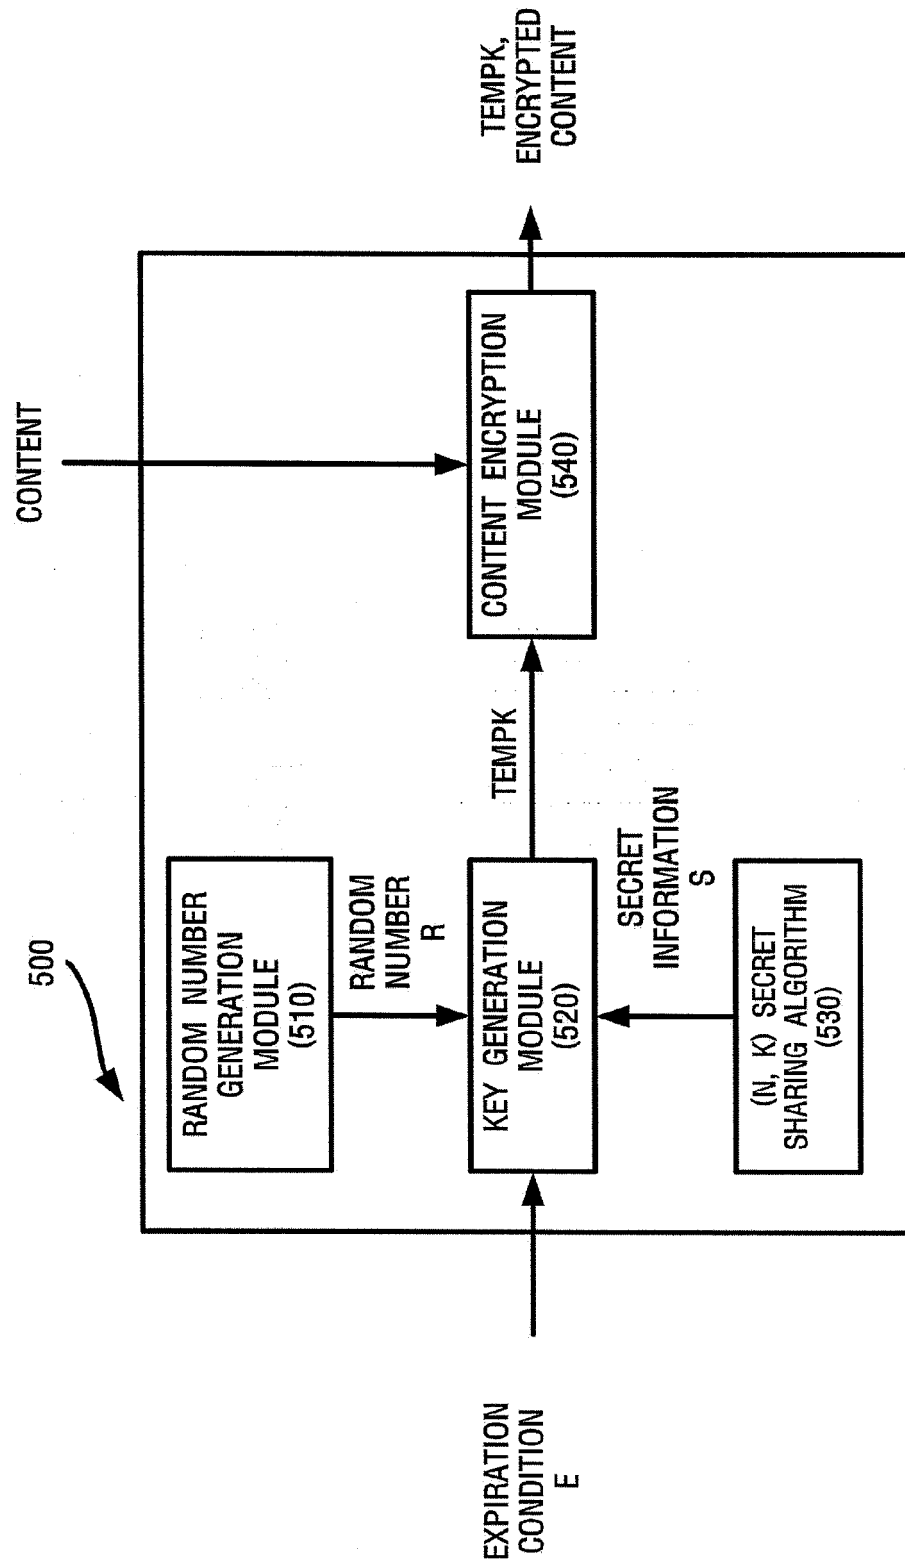 500
CONTENT
RANDOM NUMBER
GENERATION
MODULE
(510)
RANDOM
NUMBER
R
EXPIRATION
CONDITION
E
KEY GENERATION
MODULE
(520)
TEMPK
CONTENT ENCRYPTION
MODULE
(540)
TEMPK,
ENCRYPTED
CONTENT
SECRET
INFORMATION
S
(N, K) SECRET
SHARING ALGORITHM
(530)